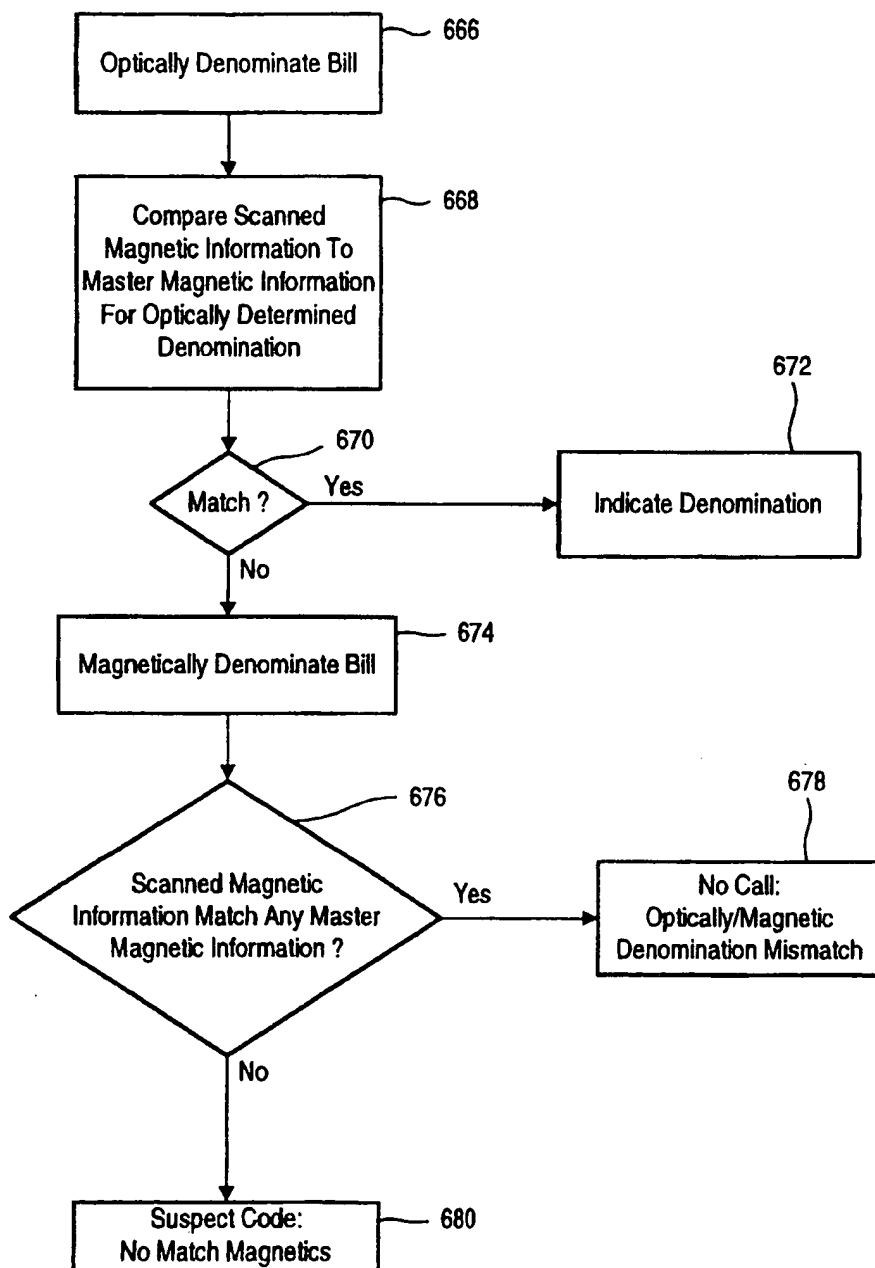 666
Optically Denominate Bill
668
Compare Scanned
Magnetic Information To
Master Magnetic Information
For Optically Determined
Denomination
672
670
Match ?
Yes
Indicate Denomination
No
674
Magnetically Denominate Bill
678
676
Scanned Magnetic
Information Match Any Master
Magnetic Information ?
Yes
No Call:
Optically/Magnetic
Denomination Mismatch
No
Suspect Code:
No Match Magnetics
680